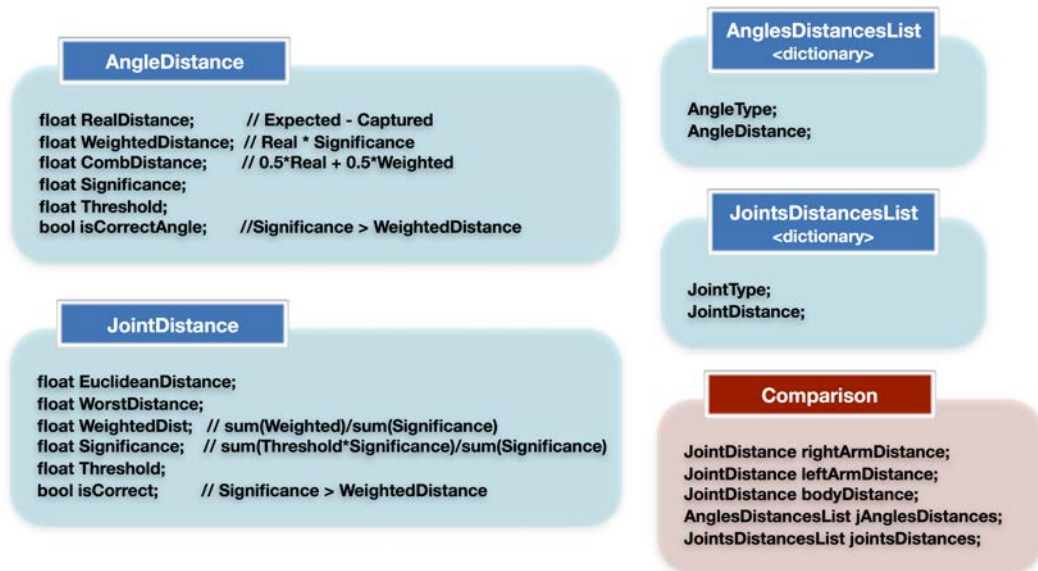 AngleDistance
float RealDistance; // Expected - Captured
float WeightedDistance; // Real * Significance
float CombDistance; // 0.5*Real + 0.5*Weighted
float Significance;
float Threshold;
bool isCorrectAngle; //Significance > WeightedDistance
JointDistance
float EuclideanDistance;
float WorstDistance;
float WeightedDist; // sum(Weighted)/sum(Significance)
float Significance; // sum(Threshold*Significance)/sum(Significance)
float Threshold;
bool isCorrect; // Significance > WeightedDistance
AnglesDistancesList
<dictionary>
AngleType;
AngleDistance;
JointsDistancesList
<dictionary>
JointType;
JointDistance;
Comparison
JointDistance rightArmDistance;
JointDistance leftArmDistance;
JointDistance bodyDistance;
AnglesDistancesList jAnglesDistances;
JointsDistancesList jointsDistances;